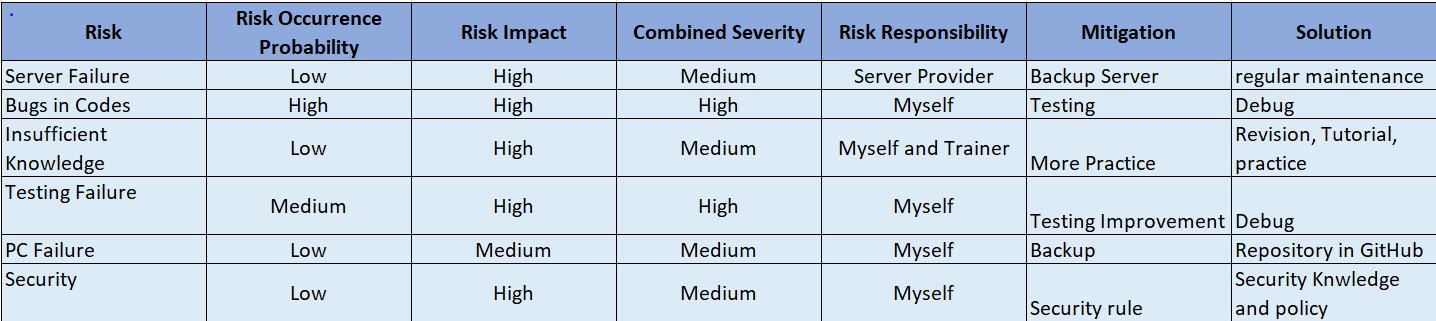 Risk Risk Occurrence Probability Risk Impact Combined Severity Risk Responsibility Mitigation Solution
Server Failure Low High Medium Server Provider Backup Server regular maintenance
Bugs in Codes High High High Myself Testing Debug
Insufficient Knowledge Low High Medium Myself and Trainer More Practice Revision, Tutorial, practice
Testing Failure Medium High High Myself Testing Improvement Debug
PC Failure Low Medium Medium Myself Backup Repository in GitHub
Security Low High Medium Myself Security rule Security Knwledge and policy